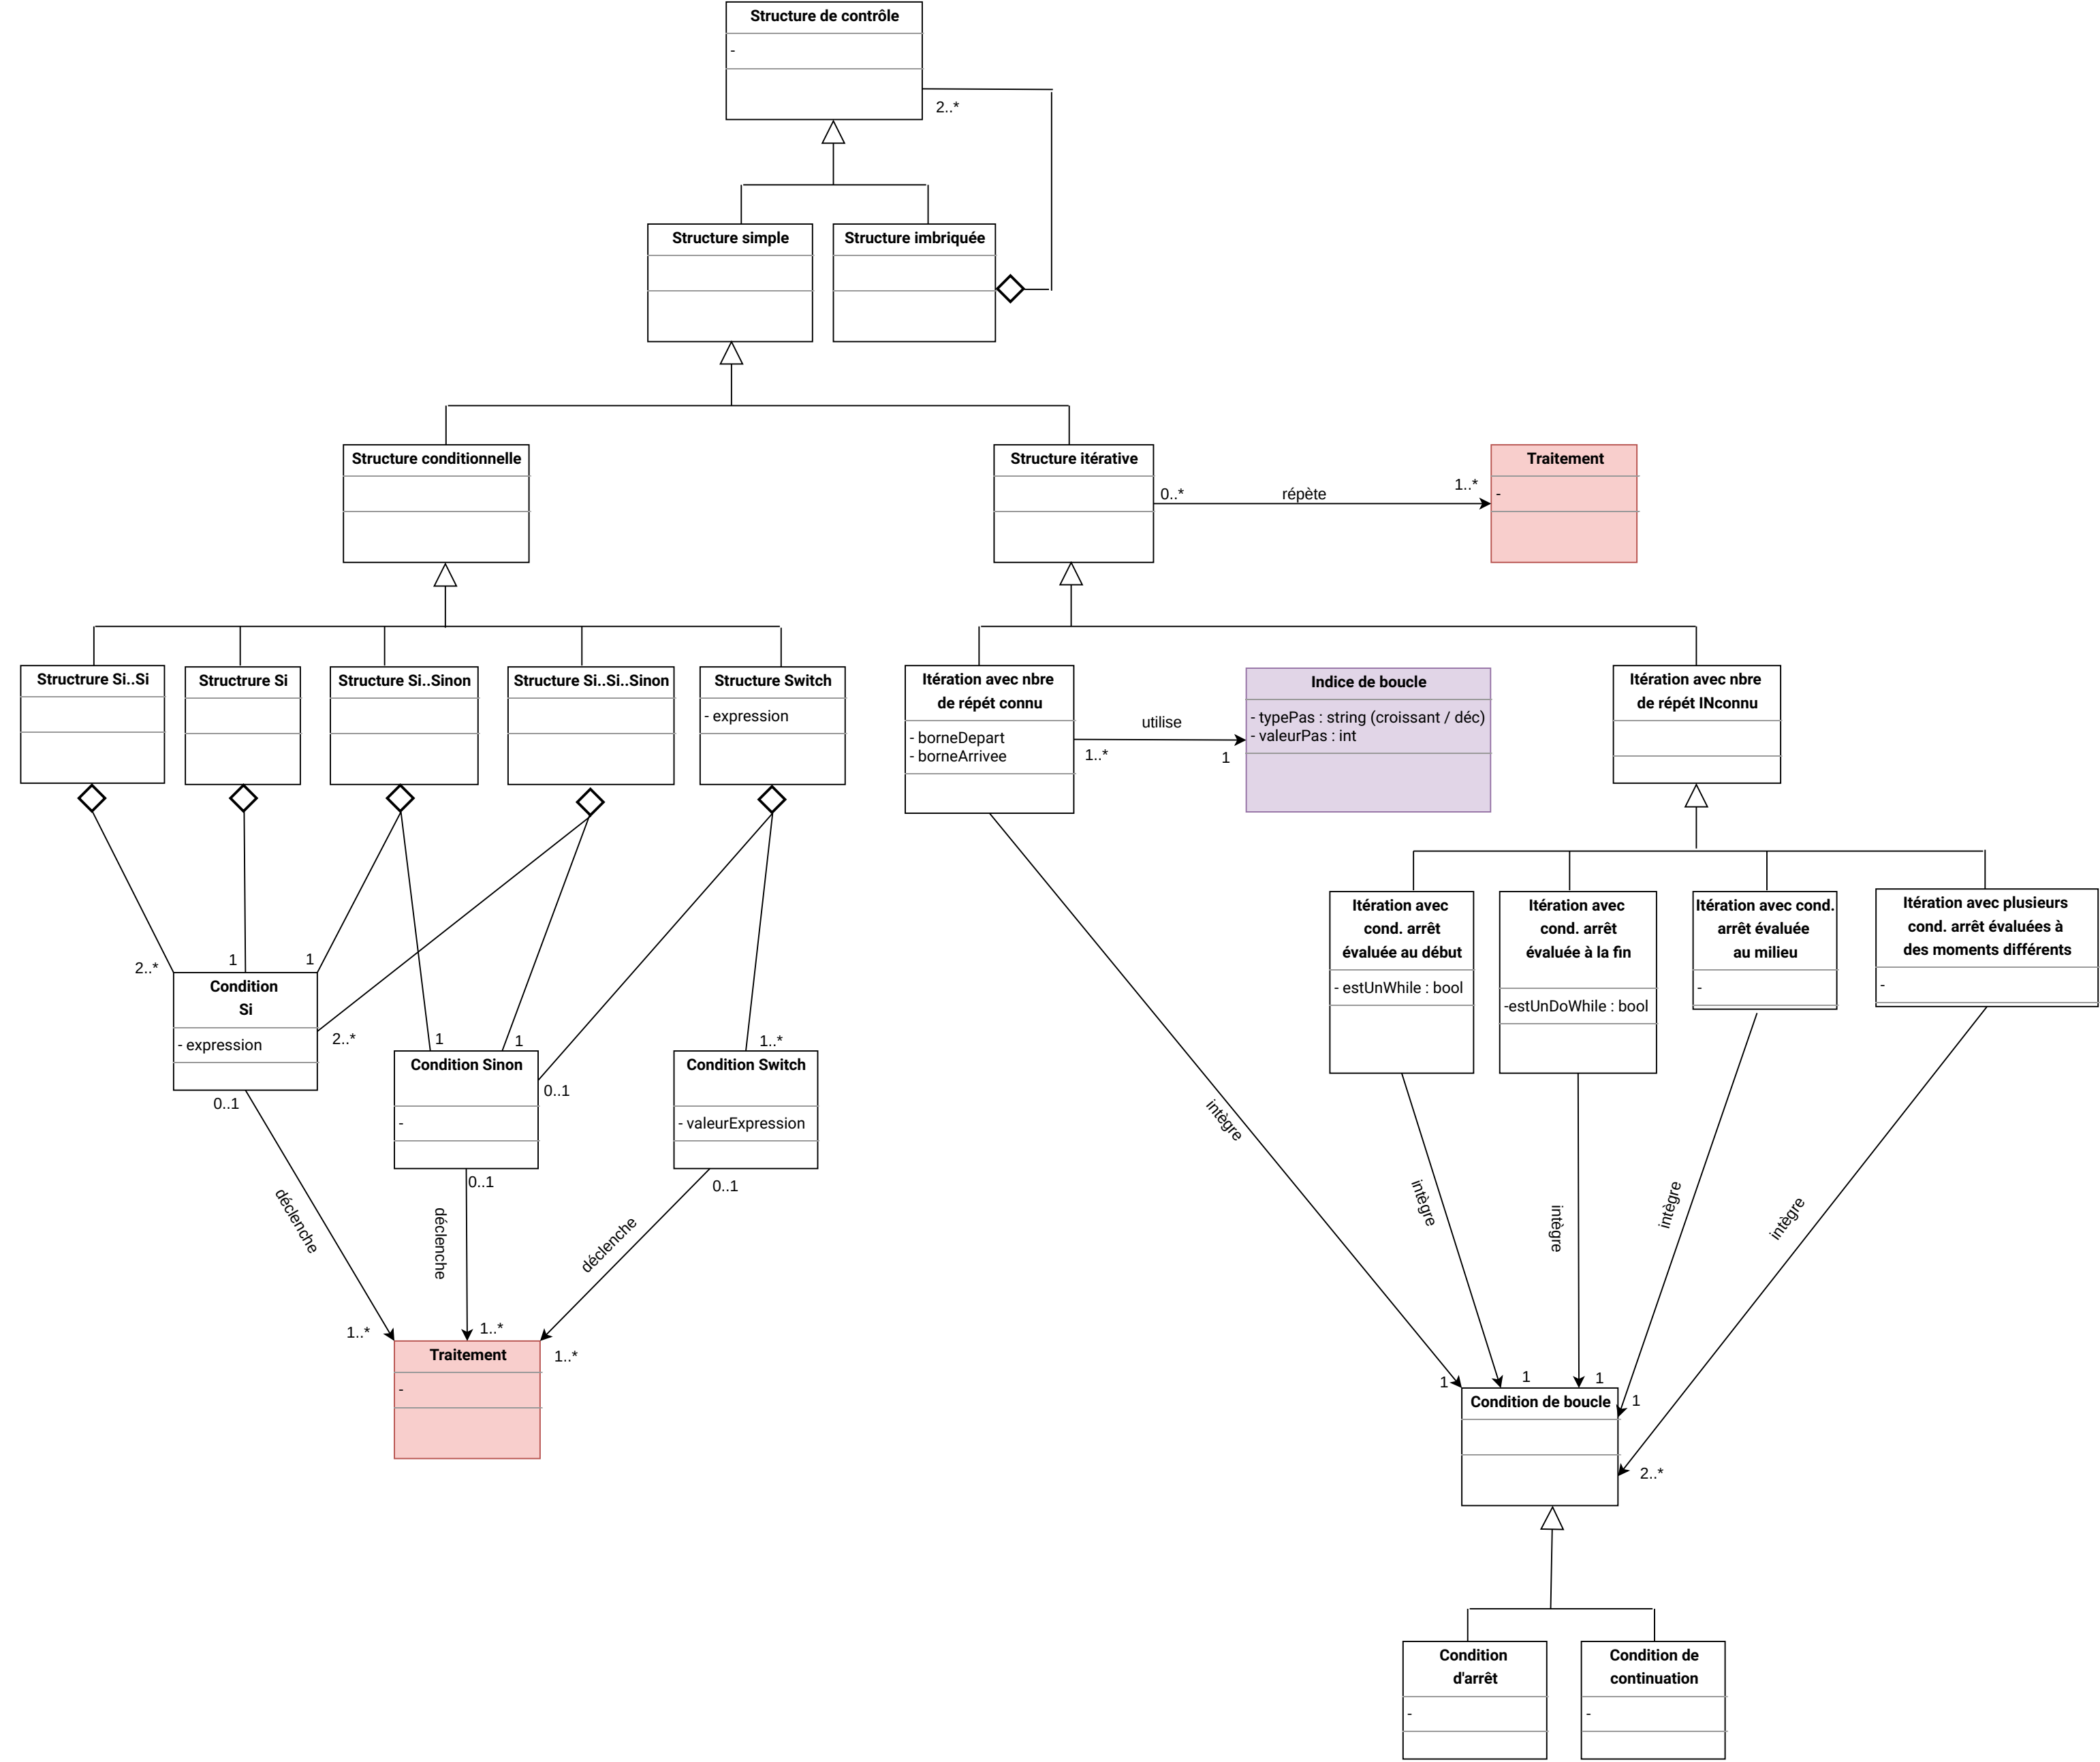 Structure de contrôle
-
2..*
Structure simple
Structure imbriquée
Structure conditionnelle
Structure itérative
0..*
répète
1..*
Traitement
-
Structrure Si..Si
Structrure Si
Structure Si..Sinon
Structure Si..Si..Sinon
Structure Switch
- expression
Itération avec nbre
de répét connu
- borneDepart
- borneArrivee
utilise
1..*
1
Indice de boucle
- typePas : string (croissant / déc)
- valeurPas : int
Itération avec nbre
de répét INconnu
Itération avec
cond. arrêt
évaluée au début
- estUnWhile : bool
Itération avec
cond. arrêt
évaluée à la fin
-estUnDoWhile : bool
Itération avec cond.
arrêt évaluée
au milieu
-
Itération avec plusieurs
cond. arrêt évaluées à
des moments différents
-
2..*
1
1
Condition
Si
- expression
2..*
0..1
1
1
Condition Sinon
-
0..1
0..1
1..*
Condition Switch
- valeurExpression
0..1
déclenche
déclenche
déclenche
1..*
1..*
1..*
Traitement
-
intègre
intègre
intègre
intègre
intègre
1
1
1
1
2..*
Condition de boucle
Condition
d'arrêt
-
Condition de
continuation
-